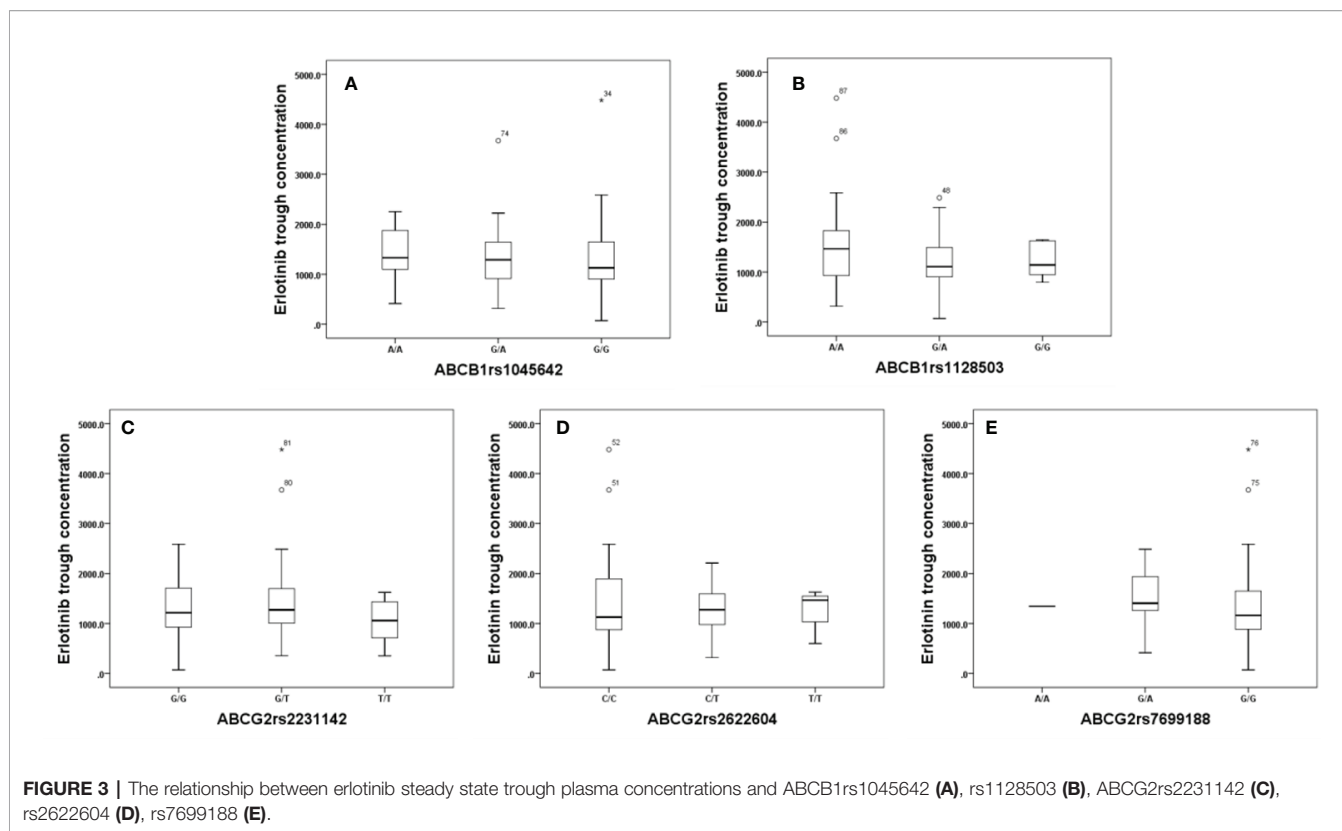 A
5000.0
4000.0
3000.0
2000.0
1000.0
.0
Erlotinib trough concentration
74
34
A/A G/A G/G
ABCB1rs1045642
B
5000.0
4000.0
3000.0
2000.0
1000.0
.0
Erlotinib trough concentration
87
86
48
A/A G/A G/G
ABCB1rs1128503
C
5000.0
4000.0
3000.0
2000.0
1000.0
.0
Erlotinib trough concentration
81
80
G/G G/T T/T
ABCG2rs2231142
D
5000.0
4000.0
3000.0
2000.0
1000.0
.0
Erlotinib trough concentration
52
51
C/C C/T T/T
ABCG2rs2622604
E
5000.0
4000.0
3000.0
2000.0
1000.0
.0
Erlotinin trough concentration
76
75
A/A G/A G/G
ABCG2rs7699188
FIGURE 3 | The relationship between erlotinib steady state trough plasma concentrations and ABCB1rs1045642 (A), rs1128503 (B), ABCG2rs2231142 (C),
rs2622604 (D), rs7699188 (E).